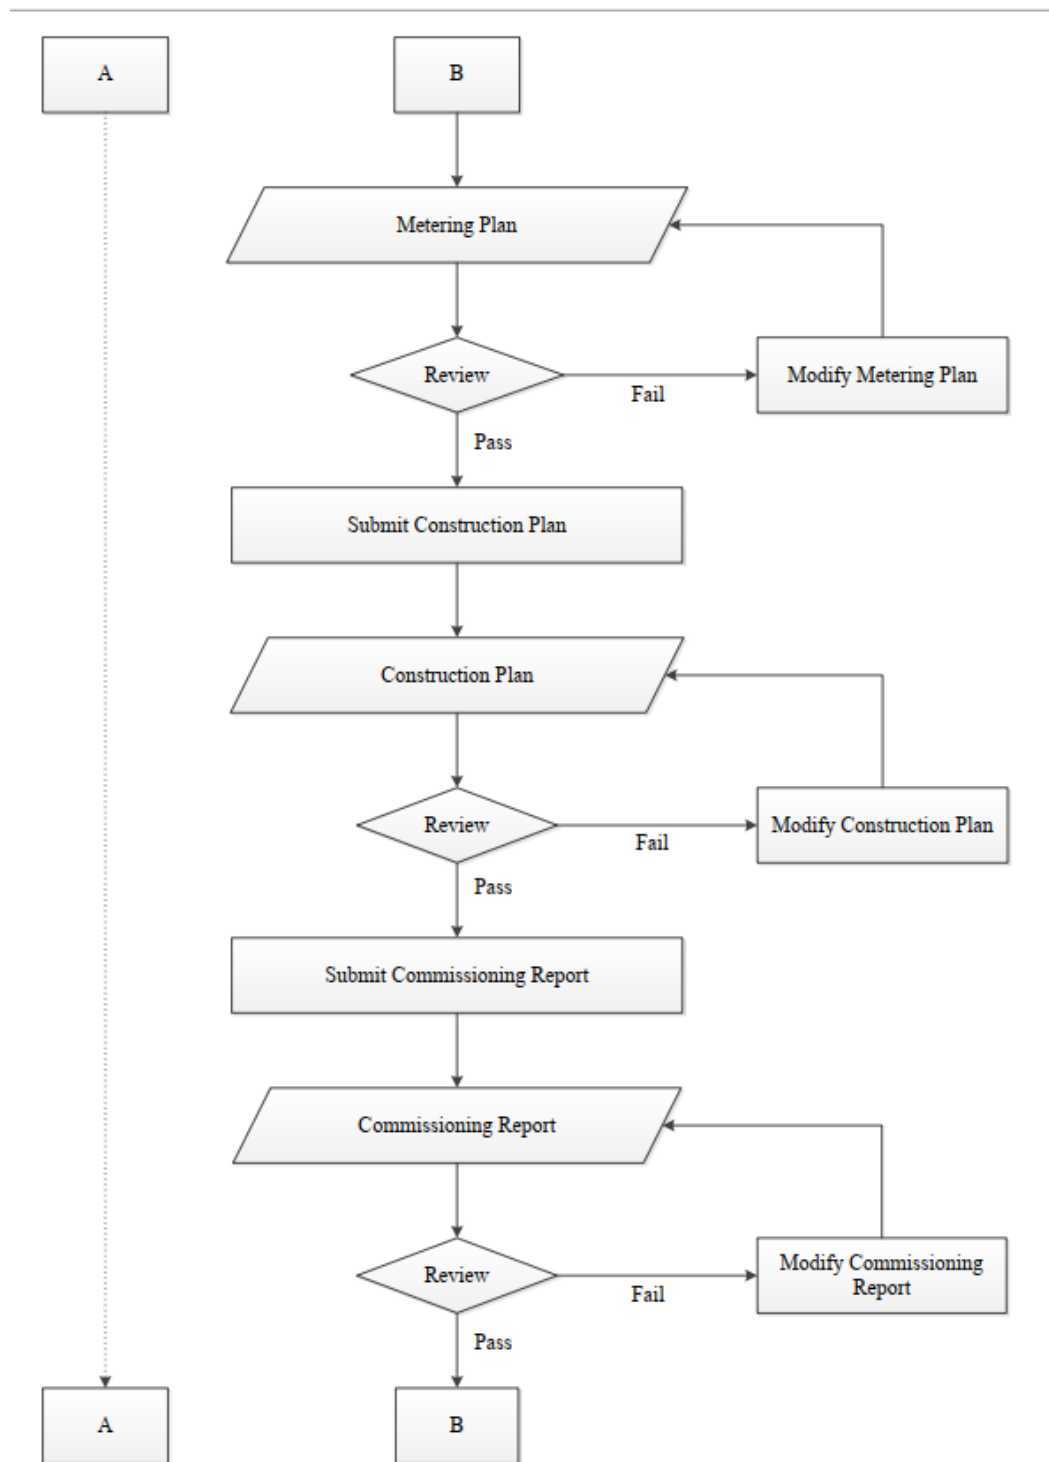 A
B
Metering Plan
Review
Fail
Modify Metering Plan
Pass
Submit Construction Plan
Construction Plan
Review
Fail
Modify Construction Plan
Pass
Submit Commissioning Report
Commissioning Report
Review
Fail
Modify Commissioning
Report
Pass
A
B